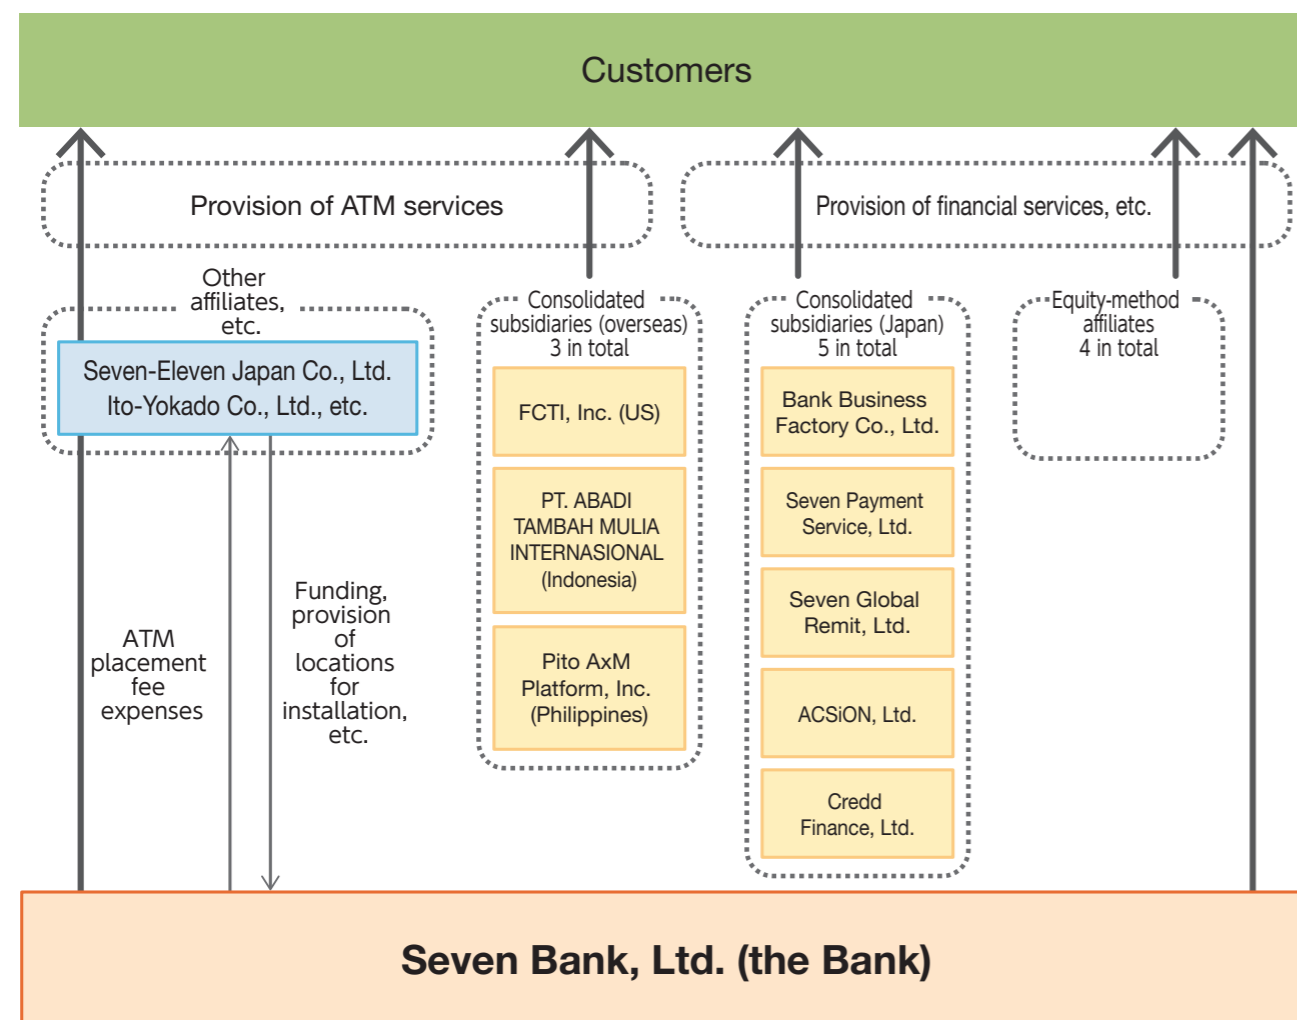 Customers
Provision of ATM services
Provision of financial services, etc.
Other
affiliates,
etc.
Seven-Eleven Japan Co., Ltd.
Ito-Yokado Co., Ltd., etc.
Consolidated
subsidiaries (overseas)
3 in total
FCTI, Inc. (US)
PT. ABADI
TAMBAH MULIA
INTERNASIONAL
(Indonesia)
Pito AxM
Platform, Inc.
(Philippines)
Consolidated
subsidiaries (Japan)
5 in total
Bank Business
Factory Co., Ltd.
Seven Payment
Service, Ltd.
Seven Global
Remit, Ltd.
ACSiON, Ltd.
Credd
Finance, Ltd.
Equity-method
affiliates
4 in total
ATM
placement
fee
expenses
Funding,
provision
of
locations
for
installation,
etc.
Seven Bank, Ltd. (the Bank)